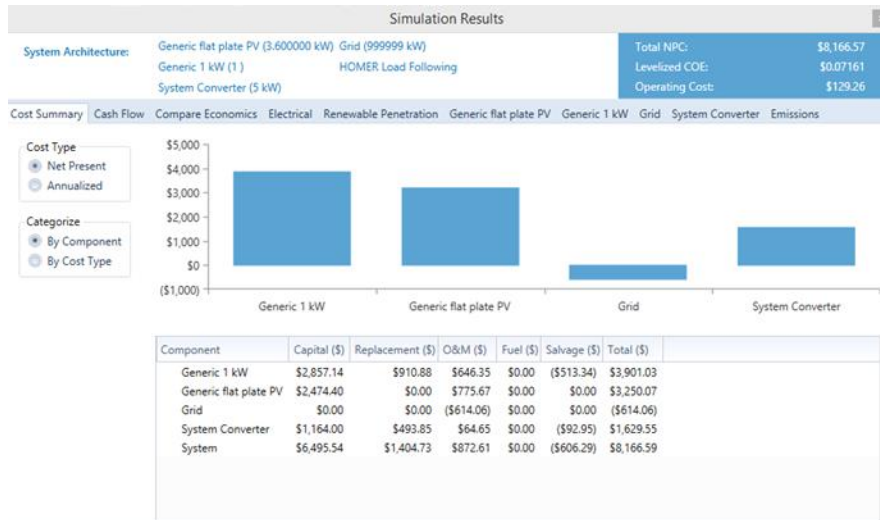 Simulation Results
System Architecture:
Generic flat plate PV (3.600000 kW) Grid (999999 kW)
Generic 1 kW (1 ) HOMER Load Following
System Converter (5 kW)
Total NPC: $8,166.57
Levelized COE: $0.07161
Operating Cost: $129.26
Cost Summary Cash Flow Compare Economics Electrical Renewable Penetration Generic flat plate PV Generic 1 kW Grid System Converter Emissions
Cost Type
Net Present
Annualized
Categorize
By Component
By Cost Type
$5,000
$4,000
$3,000
$2,000
$1,000
$0
($1,000)
Generic 1 kW Generic flat plate PV Grid System Converter
Component Capital ($) Replacement ($) O&M ($) Fuel ($) Salvage ($) Total ($)
Generic 1 kW $2,857.14 $910.88 $646.35 $0.00 ($513.34) $3,901.03
Generic flat plate PV $2,474.40 $0.00 $775.67 $0.00 $0.00 $3,250.07
Grid $0.00 $0.00 ($614.06) $0.00 $0.00 ($614.06)
System Converter $1,164.00 $493.85 $64.65 $0.00 ($92.95) $1,629.55
System $6,495.54 $1,404.73 $872.61 $0.00 ($606.29) $8,166.59